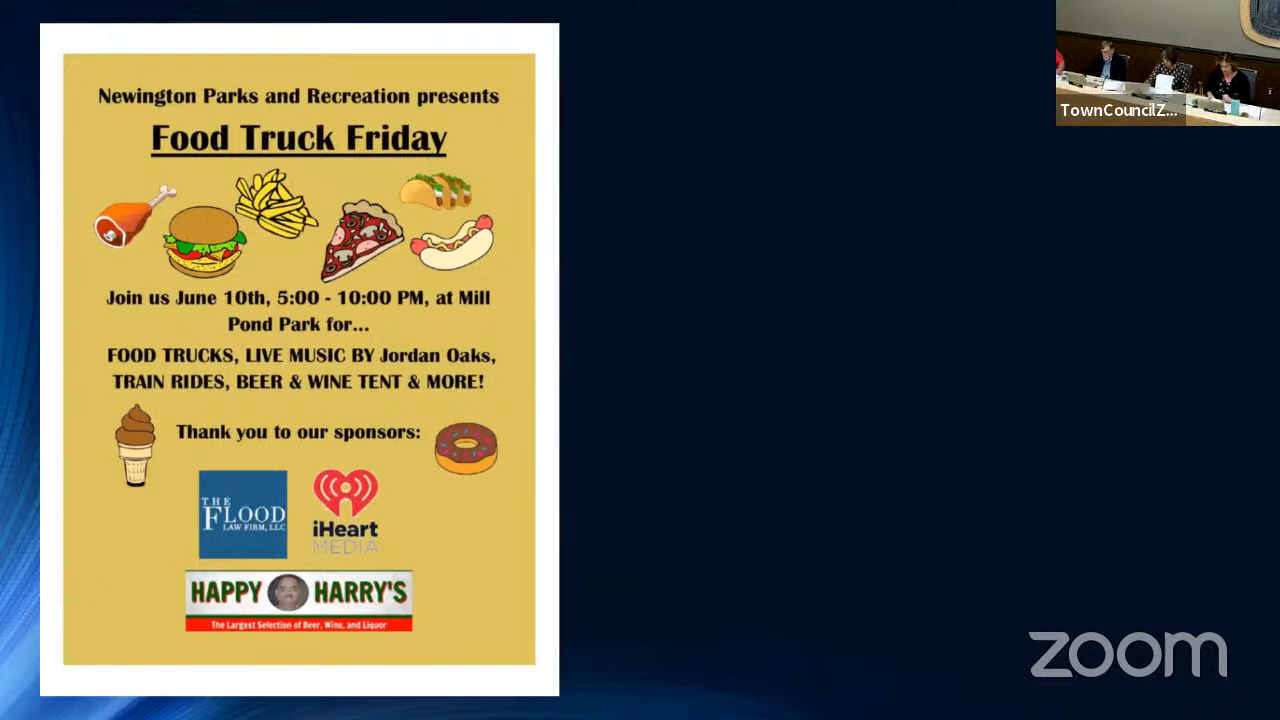 Newington Parks and Recreation presents
Food Truck Friday
Join us June 10th, 5:00 - 10:00 PM, at Mill
Pond Park for...
FOOD TRUCKS, LIVE MUSIC BY Jordan Oaks,
TRAIN RIDES, BEER & WINE TENT & MORE!
Thank you to our sponsors:
THE
FLOOD
LAW FIRM, LLC
iHeart
MEDIA
HAPPY HARRY'S
The Largest Selection of Beer, Wine, and Liquor
TownCouncilZ...
zoom